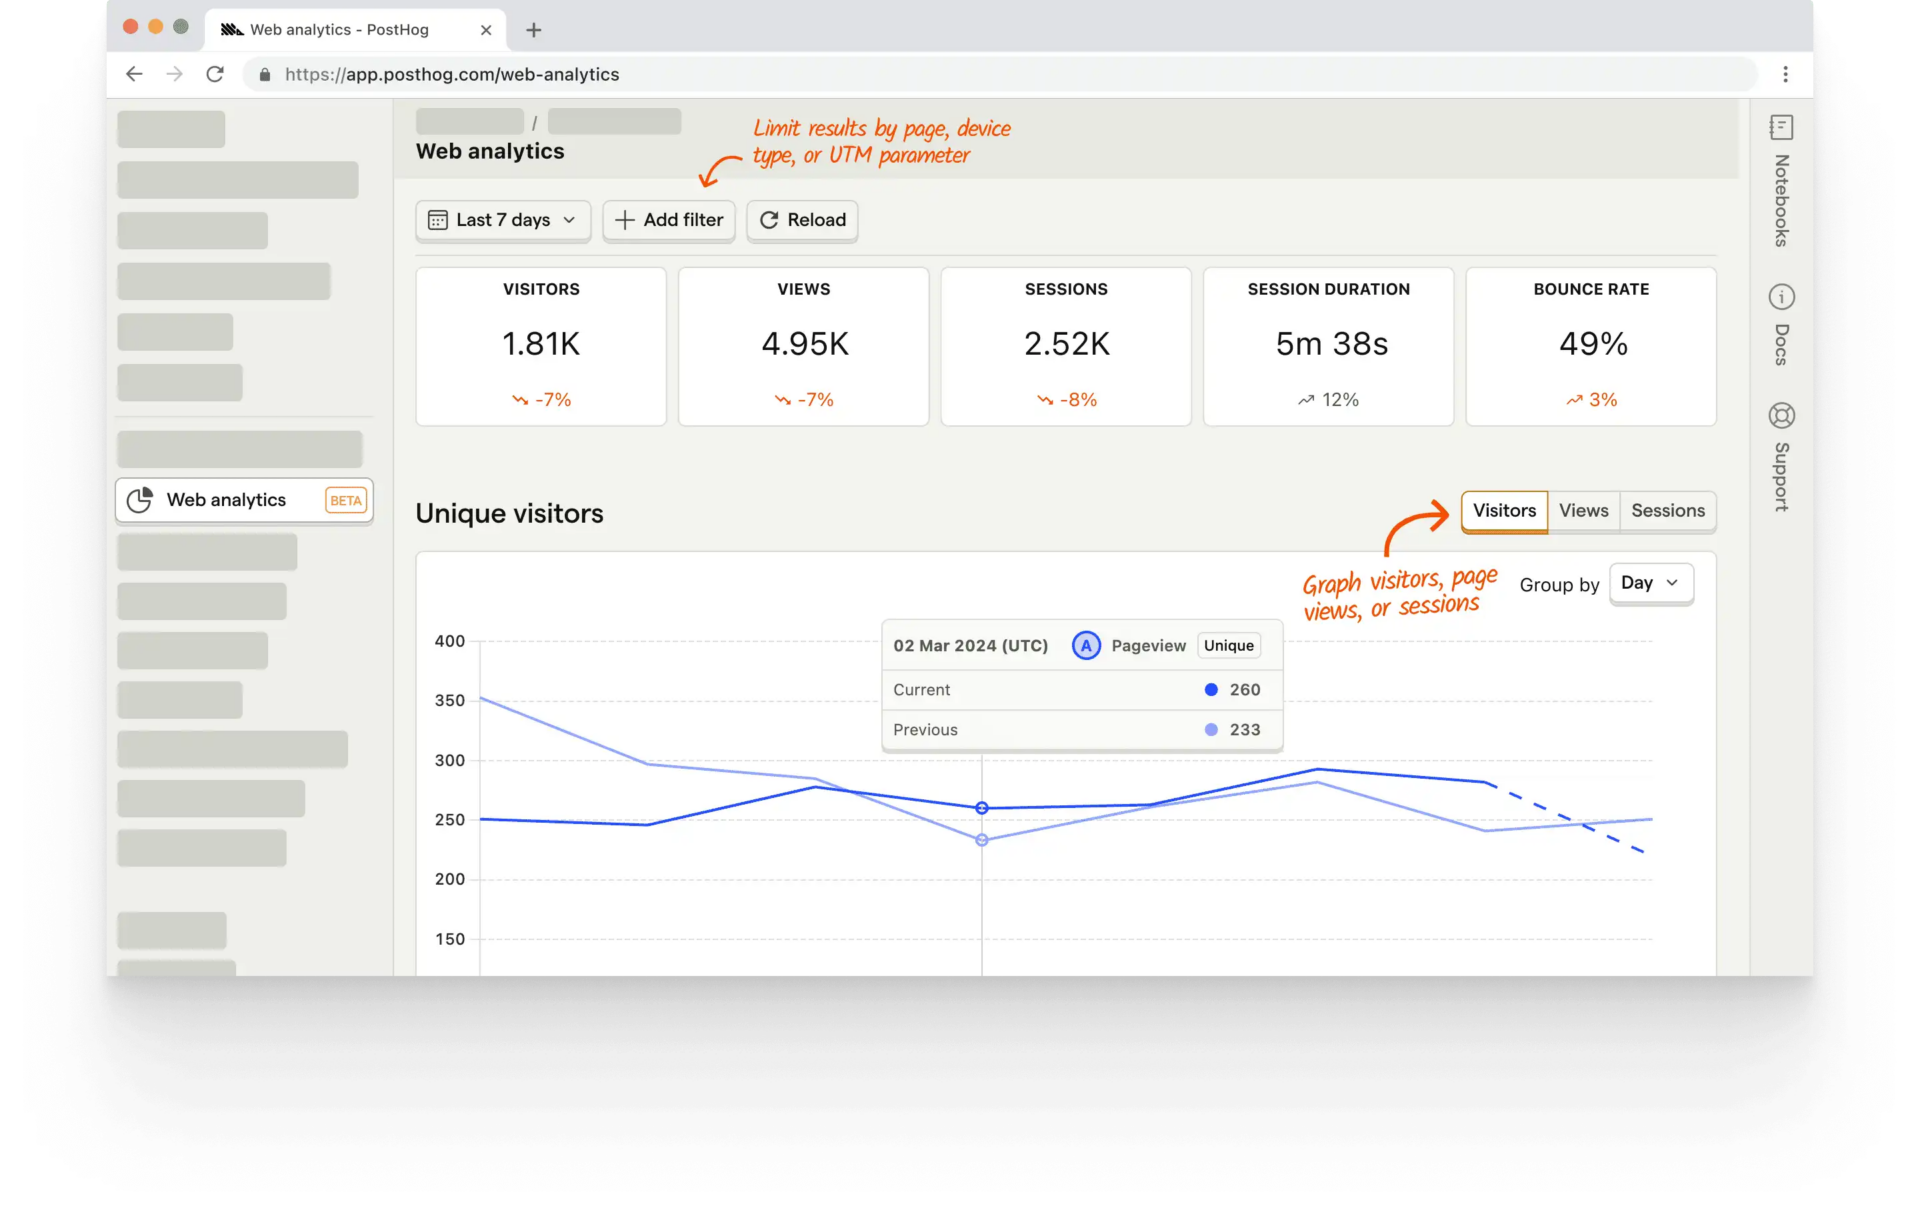 Web analytics - PostHog
https://app.posthog.com/web-analytics
/
Web analytics
Limit results by page, device
type, or UTM parameter
Last 7 days
Add filter
Reload
VISITORS
1.81K
-7%
VIEWS
4.95K
-7%
SESSIONS
2.52K
-8%
SESSION DURATION
5m 38s
12%
BOUNCE RATE
49%
3%
Web analytics
BETA
Unique visitors
Visitors
Views
Sessions
Graph visitors, page
views, or sessions
Group by
Day
02 Mar 2024 (UTC)
A
Pageview
Unique
Current
260
Previous
233
400
350
300
250
200
150
Notebooks
Docs
Support